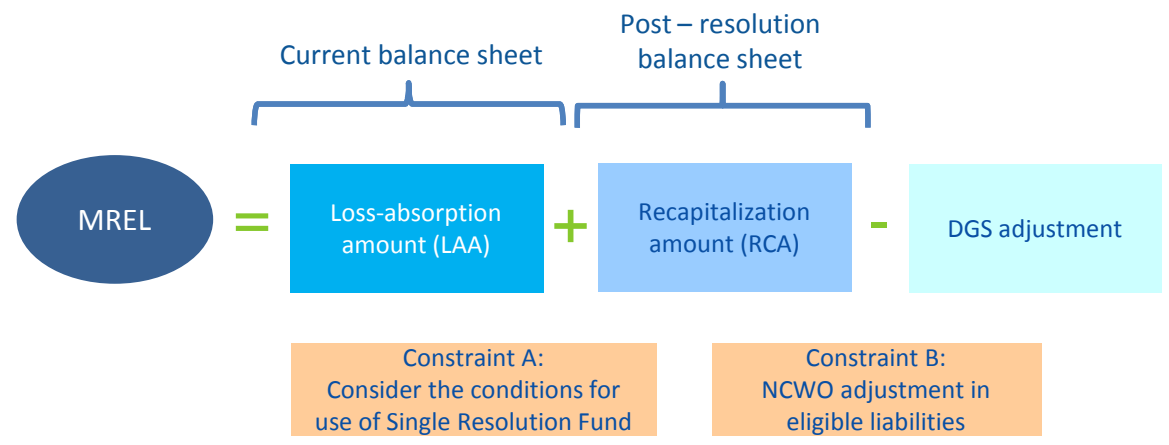 Current balance sheet
Post – resolution
balance sheet
MREL
=
Loss-absorption
amount (LAA)
+
Recapitalization
amount (RCA)
-
DGS adjustment
Constraint A:
Consider the conditions for
use of Single Resolution Fund
Constraint B:
NCWO adjustment in
eligible liabilities